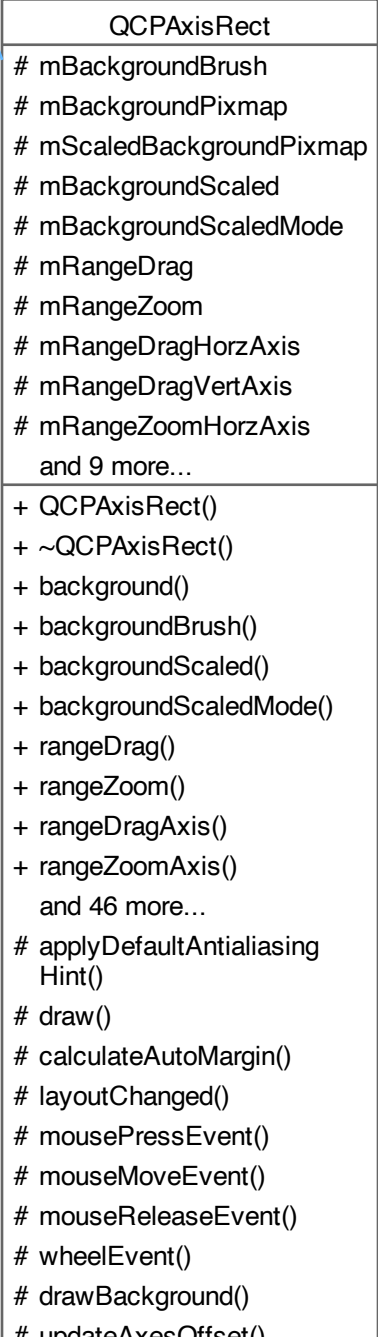 QCPAxisRect
# mBackgroundBrush
# mBackgroundPixmap
# mScaledBackgroundPixmap
# mBackgroundScaled
# mBackgroundScaledMode
# mRangeDrag
# mRangeZoom
# mRangeDragHorzAxis
# mRangeDragVertAxis
# mRangeZoomHorzAxis
and 9 more...
+ QCPAxisRect()
+ ~QCPAxisRect()
+ background()
+ backgroundBrush()
+ backgroundScaled()
+ backgroundScaledMode()
+ rangeDrag()
+ rangeZoom()
+ rangeDragAxis()
+ rangeZoomAxis()
and 46 more...
# applyDefaultAntialiasing
Hint()
# draw()
# calculateAutoMargin()
# layoutChanged()
# mousePressEvent()
# mouseMoveEvent()
# mouseReleaseEvent()
# wheelEvent()
# drawBackground()
# updateAxesOffset()